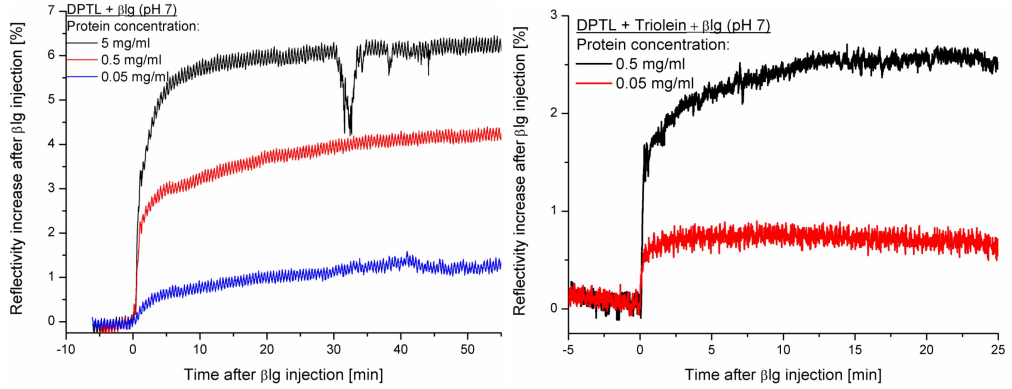 DPTL + βlg (pH 7)
Protein concentration:
5 mg/ml
0.5 mg/ml
0.05 mg/ml
Reflectivity increase after βlg injection [%]
7
6
5
4
3
2
1
0
-10
0
10
20
30
40
50
Time after βlg injection [min]
DPTL + Triolein + βlg (pH 7)
Protein concentration:
0.5 mg/ml
0.05 mg/ml
Reflectivity increase after βlg injection [%]
3
2
1
0
-5
0
5
10
15
20
25
Time after βlg injection [min]